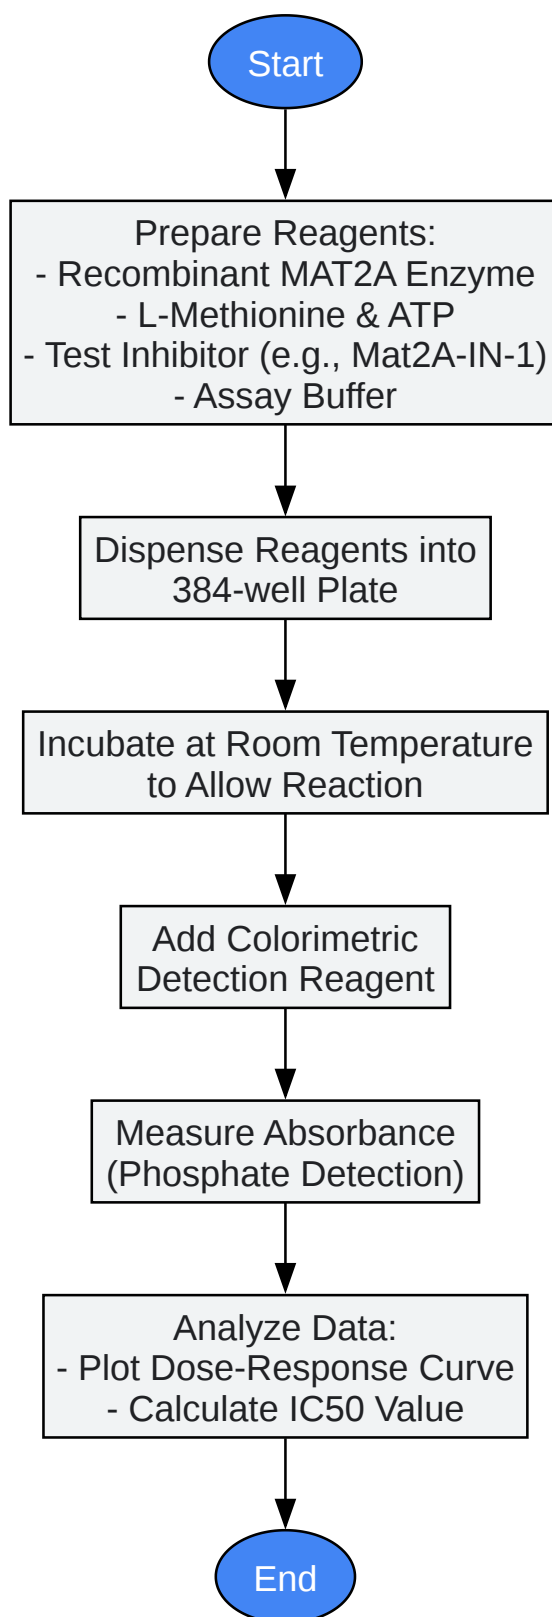 Start
Prepare Reagents:
- Recombinant MAT2A Enzyme
- L-Methionine & ATP
- Test Inhibitor (e.g., Mat2A-IN-1)
- Assay Buffer
Dispense Reagents into
384-well Plate
Incubate at Room Temperature
to Allow Reaction
Add Colorimetric
Detection Reagent
Measure Absorbance
(Phosphate Detection)
Analyze Data:
- Plot Dose-Response Curve
- Calculate IC50 Value
End